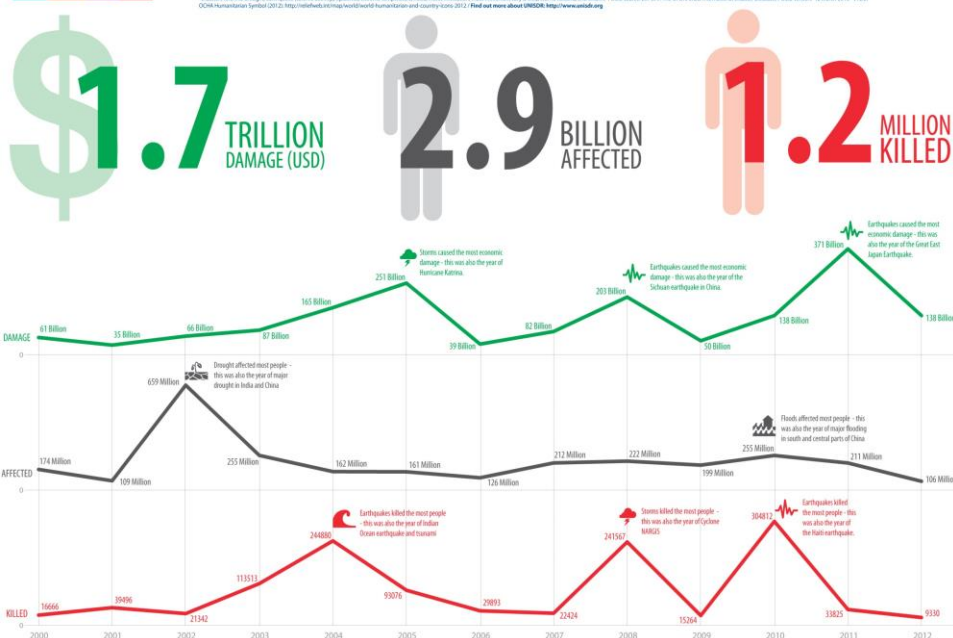 OCHA Humanitarian Symbol (2012): http://reliefweb.int/map/world/world-humanitarian-and-country-icons-2012 / Find out more about UNISDR: http://www.unisdr.org
$
1.7
TRILLION
DAMAGE (USD)
2.9
BILLION
AFFECTED
1.2
MILLION
KILLED
DAMAGE
0
61 Billion
35 Billion
66 Billion
87 Billion
165 Billion
251 Billion
Storms caused the most economic
damage - this was also the year of
Hurricane Katrina.
39 Billion
82 Billion
203 Billion
Earthquakes caused the most economic
damage - this was also the year of the
Sichuan earthquake in China.
50 Billion
138 Billion
371 Billion
Earthquakes caused the most
economic damage - this was
also the year of the Great East
Japan Earthquake.
138 Billion
AFFECTED
0
174 Million
109 Million
659 Million
Drought affected most people -
this was also the year of major
drought in India and China
255 Million
162 Million
161 Million
126 Million
212 Million
222 Million
199 Million
255 Million
Floods affected most people - this
was also the year of major flooding
in south and central parts of China
211 Million
106 Million
KILLED
0
16666
39496
21342
113513
244880
Earthquakes killed the most people
- this was also the year of Indian
Ocean earthquake and tsunami
93076
29893
22424
241567
Storms killed the most people -
this was also the year of Cyclone
NARGIS
15264
304812
Earthquakes killed
the most people - this
was also the year of
the Haiti earthquake.
33825
9330
2000
2001
2002
2003
2004
2005
2006
2007
2008
2009
2010
2011
2012